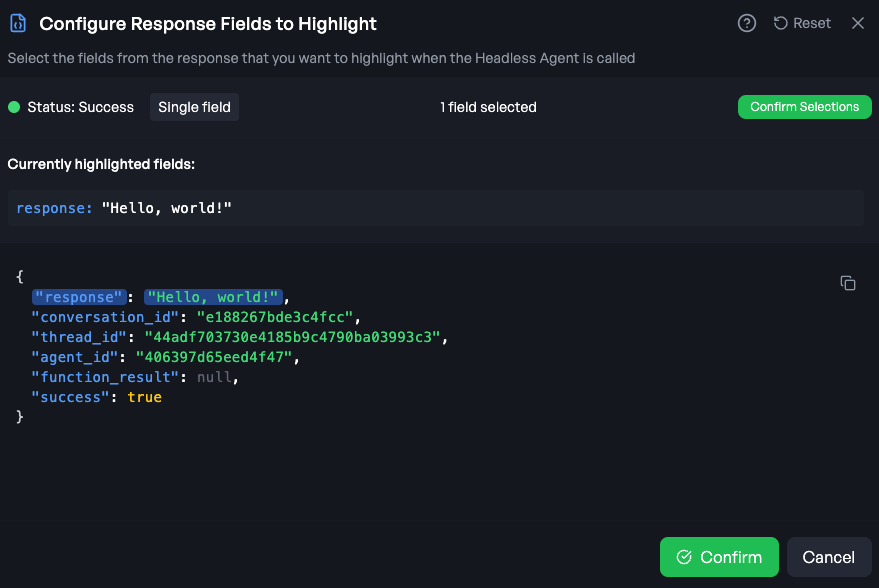 Configure Response Fields to Highlight
Reset
Select the fields from the response that you want to highlight when the Headless Agent is called
Status: Success
Single field
1 field selected
Confirm Selections
Currently highlighted fields:
response: "Hello, world!"
{
"response": "Hello, world!",
"conversation_id": "e188267bde3c4fcc",
"thread_id": "44adf703730e4185b9c4790ba03993c3",
"agent_id": "406397d65eed4f47",
"function_result": null,
"success": true
}
Confirm
Cancel